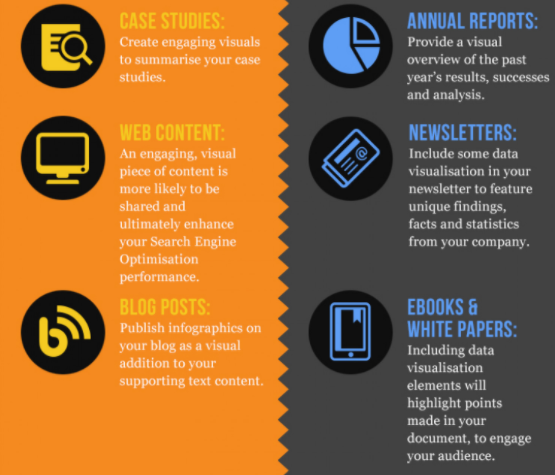 CASE STUDIES:
Create engaging visuals
to summarise your case
studies.
WEB CONTENT:
An engaging, visual
piece of content is
more likely to be
shared and
ultimately enhance
your Search Engine
Optimisation
performance.
BLOG POSTS:
Publish infographics on
your blog as a visual
addition to your
supporting text content.
ANNUAL REPORTS:
Provide a visual
overview of the past
year's results, successes
and analysis.
NEWSLETTERS:
Include some data
visualisation in your
newsletter to feature
unique findings,
facts and statistics
from your company.
EBOOKS &
WHITE PAPERS:
Including data
visualisation
elements will
highlight points
made in your
document, to engage
your audience.